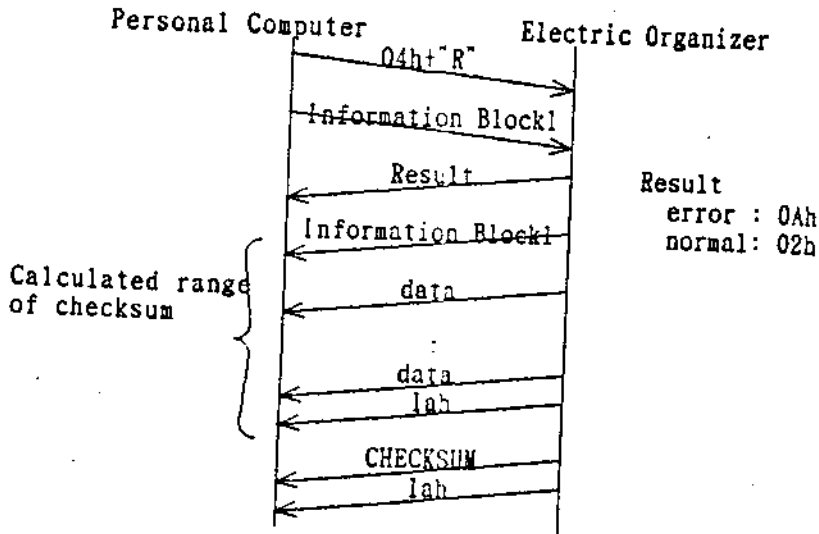 Personal Computer
Electric Organizer
04h+"R"
Information Block1
Result
Result
error : 0Ah
normal: 02h
Information Block1
Calculated range
of checksum
data
:
data
1ah
CHECKSUM
1ah